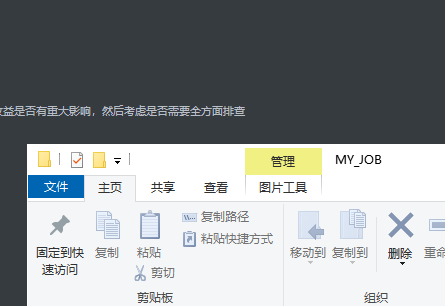 益是否有重大影响，然后考虑是否需要全方面排查
管理
MY_JOB
文件
主页
共享
查看
图片工具
固定到快
速访问
复制
粘贴
剪切
复制路径
粘贴快捷方式
移动到
复制到
删除
重命
剪贴板
组织